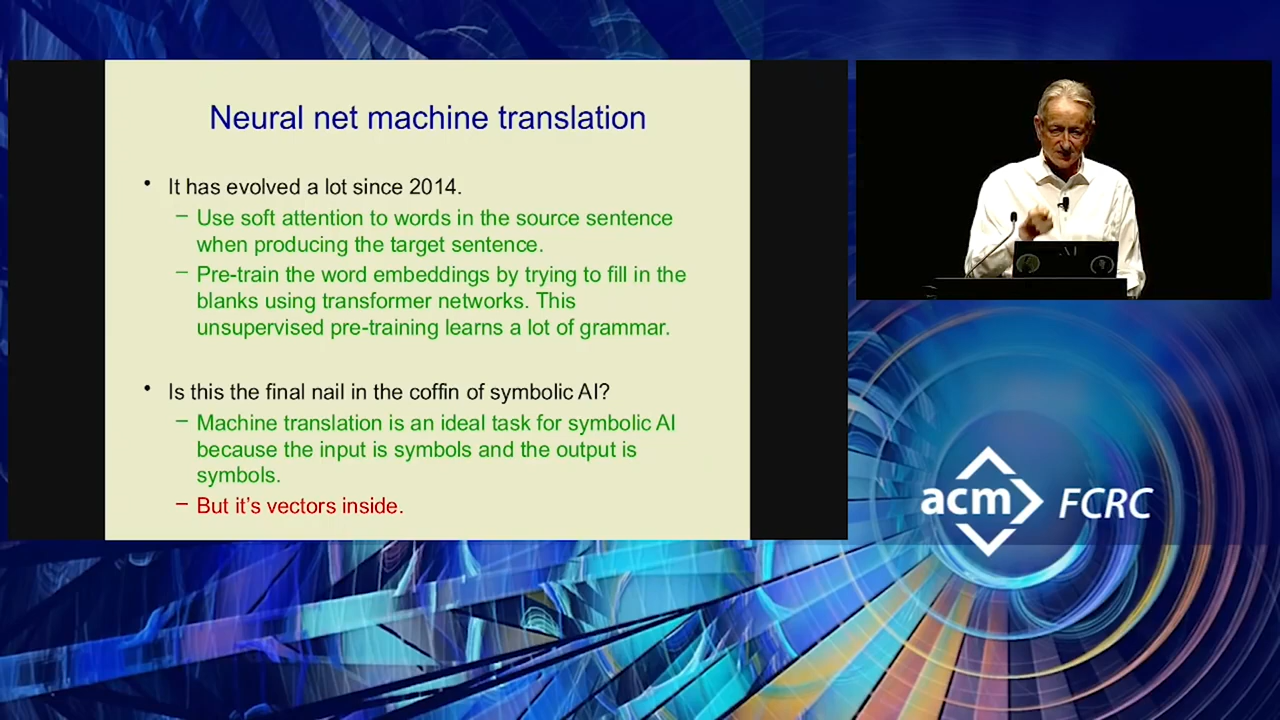 Neural net machine translation
• It has evolved a lot since 2014.
– Use soft attention to words in the source sentence
when producing the target sentence.
– Pre-train the word embeddings by trying to fill in the
blanks using transformer networks. This
unsupervised pre-training learns a lot of grammar.
• Is this the final nail in the coffin of symbolic AI?
– Machine translation is an ideal task for symbolic AI
because the input is symbols and the output is
symbols.
– But it’s vectors inside.
acm FCRC